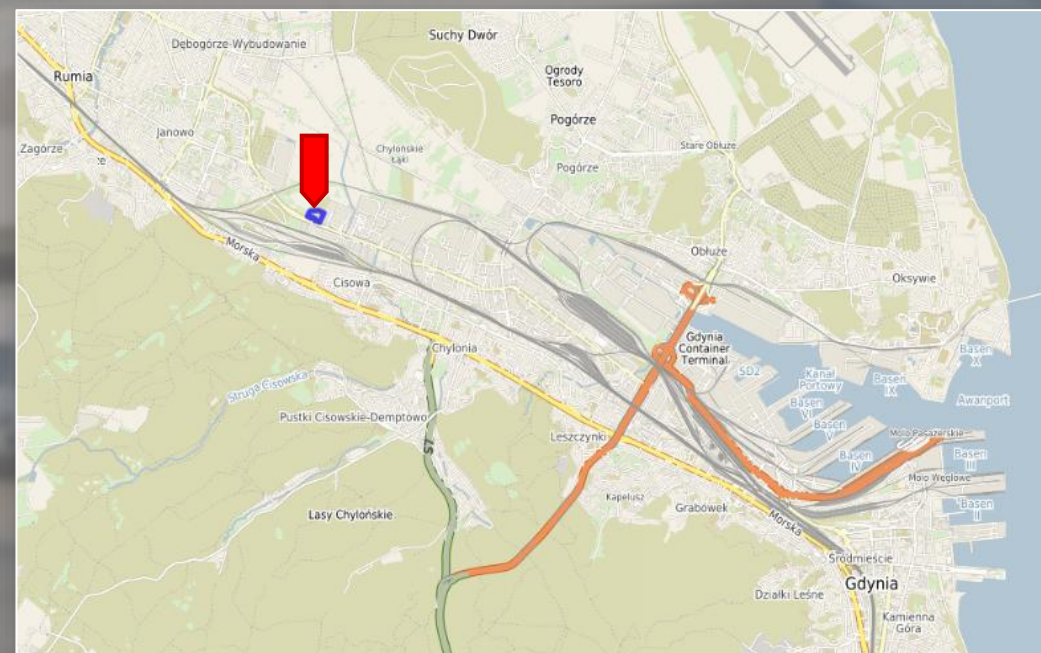 Suchy Dwór
Dębogórze-Wybudowanie
Rumia
Ogrody
Tesoro
Pogórze
Janowo
Zagórze
Chylońskie
Łąki
Stare Obłuże
Pogórze
Morska
Obłuże
Oksywie
Cisowa
Gdynia
Container
Terminal
Chylonia
SD2
Kanał
Portowy
Basen
X
Basen
IX
Awanport
Struga Cisowska
Basen
VI
Basen
V
Pustki Cisowskie-Demptowo
Leszczynki
Molo Pasażerskie
Basen
IV
Basen
III
S7
Molo Węglowe
Kapelusz
Lasy Chylońskie
Grabówek
Basen
II
Morska
Śródmieście
Gdynia
Działki Leśne
Kamienna
Góra